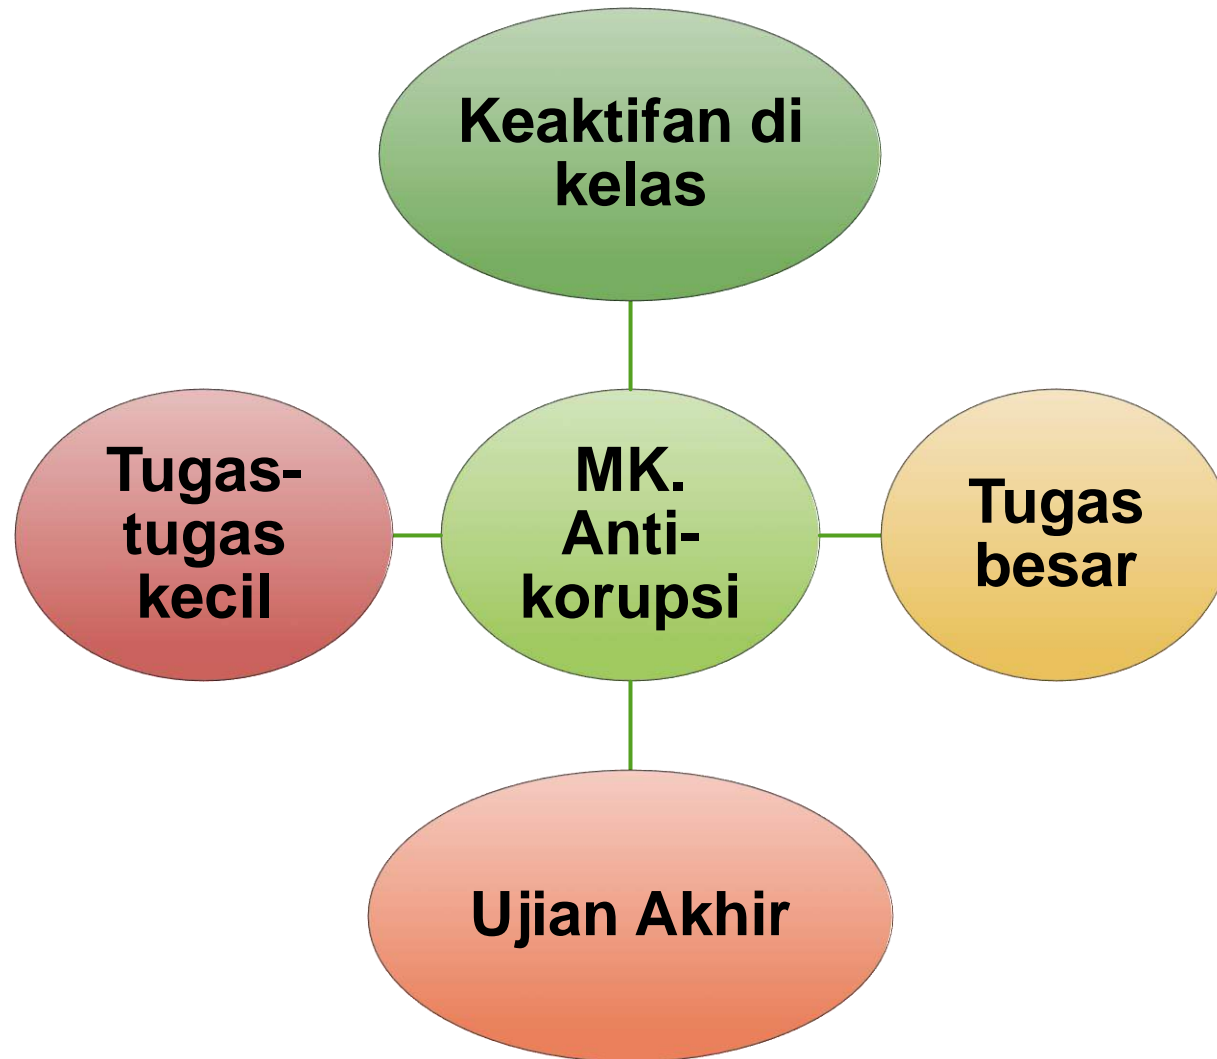 Keaktifan di
kelas
Tugas-
tugas
kecil
MK.
Anti-
korupsi
Tugas
besar
Ujian Akhir